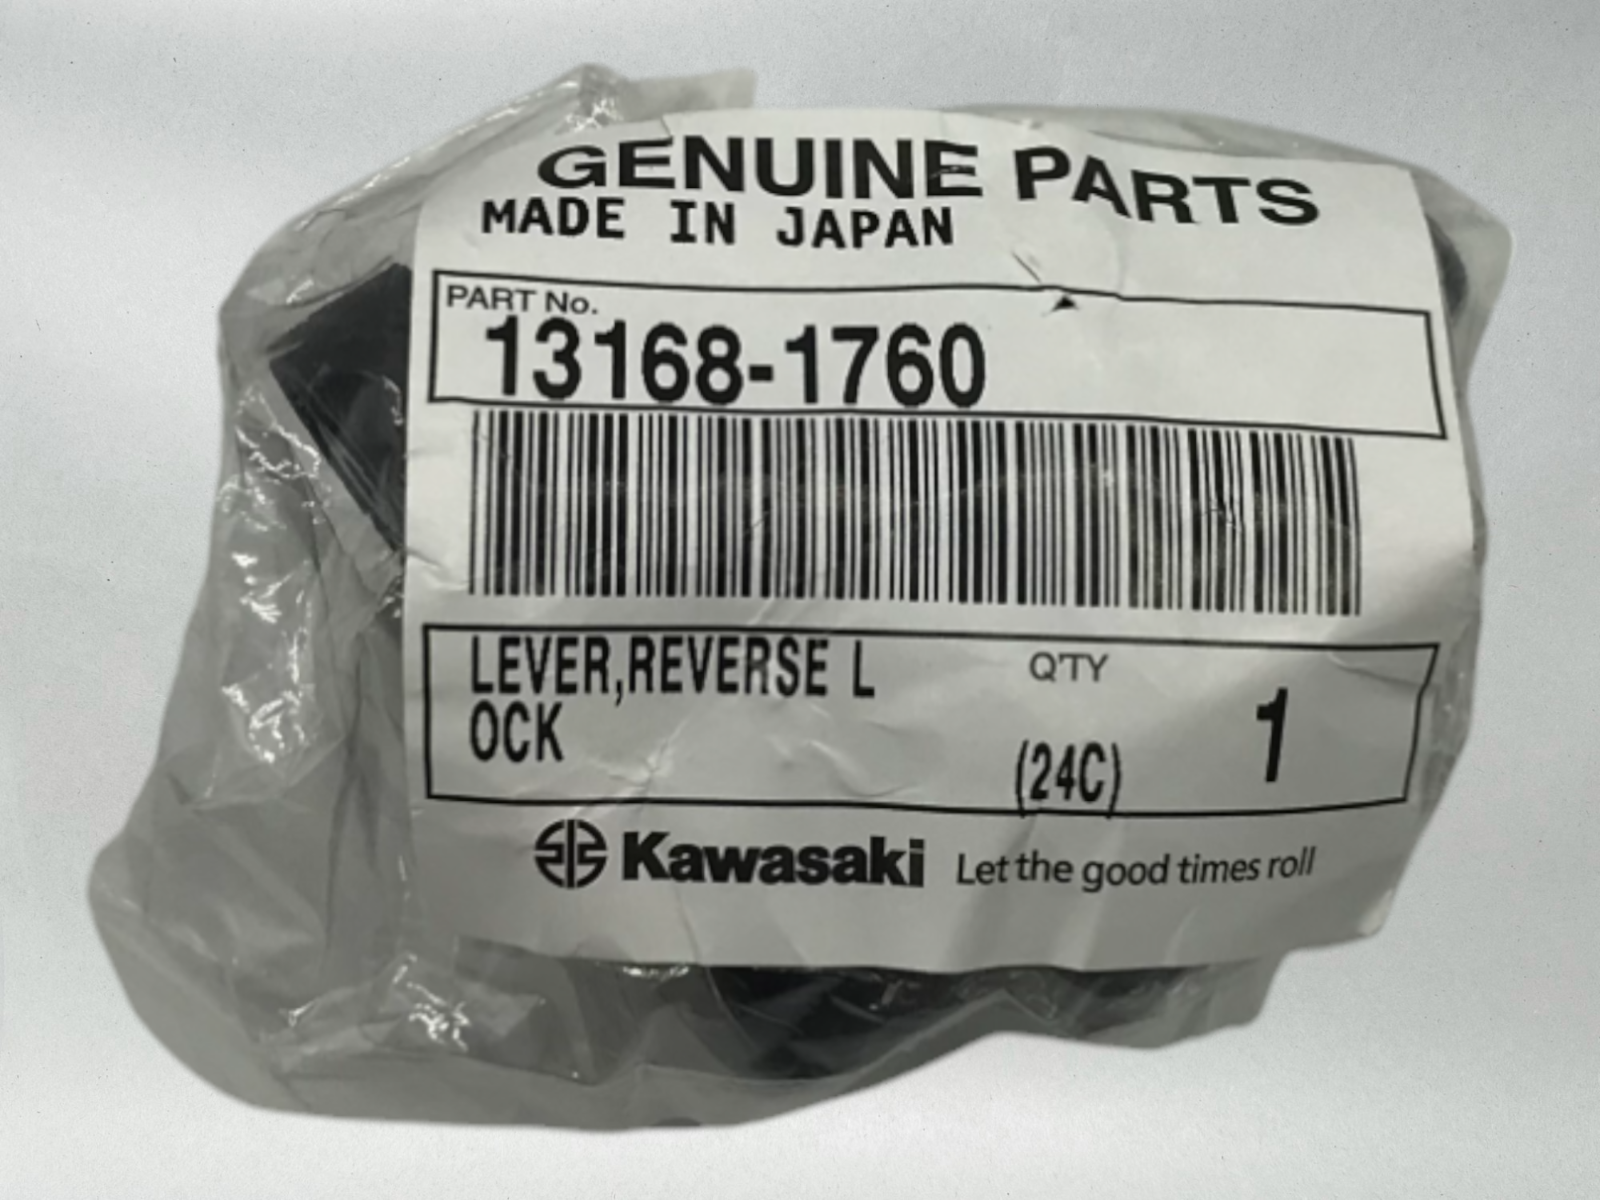 GENUINE PARTS
MADE IN JAPAN
PART No.
13168-1760
LEVER,REVERSE L
OCK
Q'TY
(24C)
1
Kawasaki Let the good times roll